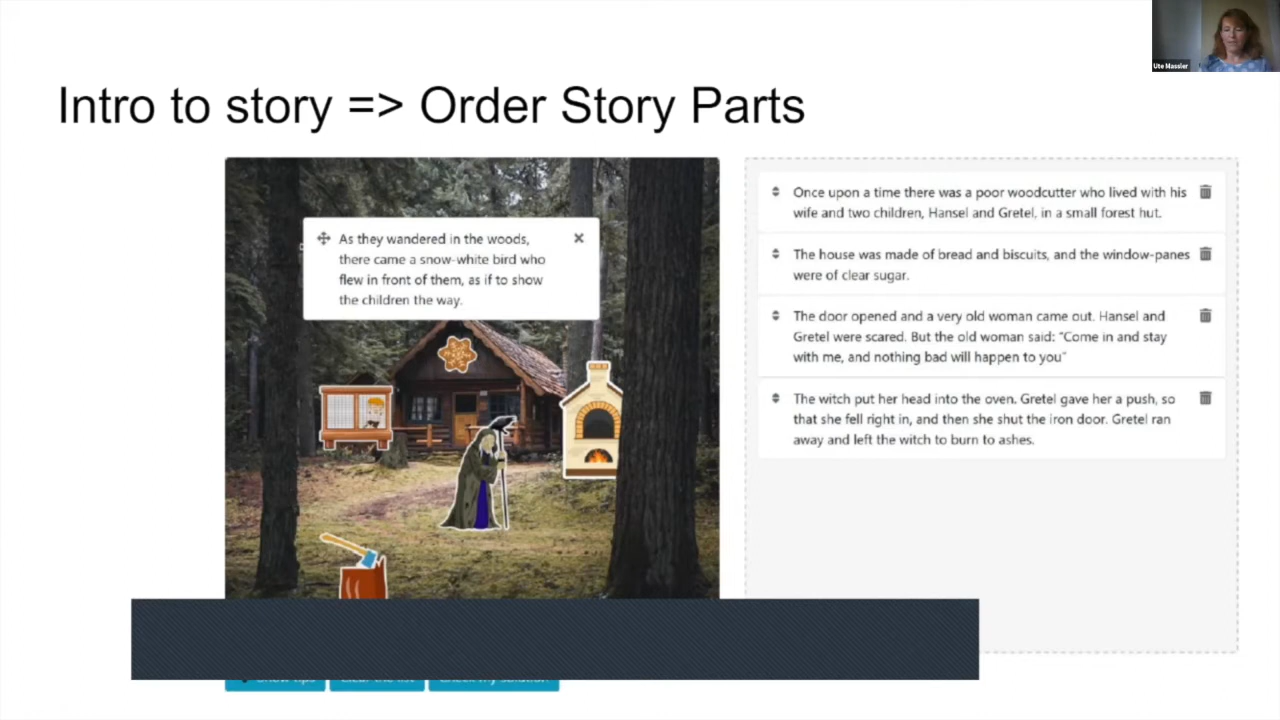 Ute Massler
Intro to story => Order Story Parts
As they wandered in the woods,
there came a snow-white bird who
flew in front of them, as if to show
the children the way.
Once upon a time there was a poor woodcutter who lived with his
wife and two children, Hansel and Gretel, in a small forest hut.
The house was made of bread and biscuits, and the window-panes
were of clear sugar.
The door opened and a very old woman came out. Hansel and
Gretel were scared. But the old woman said: “Come in and stay
with me, and nothing bad will happen to you”
The witch put her head into the oven. Gretel gave her a push, so
that she fell right in, and then she shut the iron door. Gretel ran
away and left the witch to burn to ashes.